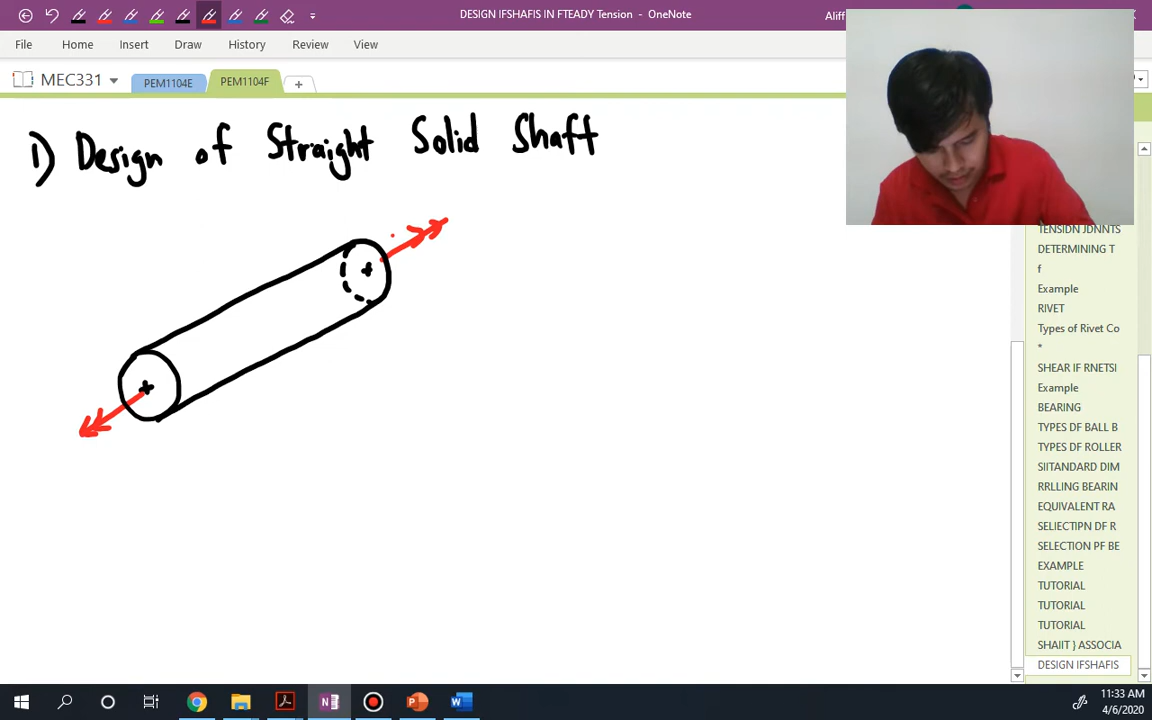 DESIGN IFSHAFIS IN FTEADY Tension - OneNote
Aliff
File Home Insert Draw History Review View
MEC331 PEM1104E PEM1104F
1) Design of Straight Solid Shaft
TENSIDN JDNNTS
DETERMINING T
f
Example
RIVET
Types of Rivet Co
*
SHEAR IF RNETSI
Example
BEARING
TYPES DF BALL B
TYPES DF ROLLER
SIITANDARD DIM
RRLLING BEARIN
EQUIVALENT RA
SELIECTIPN DF R
SELECTION PF BE
EXAMPLE
TUTORIAL
TUTORIAL
TUTORIAL
SHAIIT } ASSOCIA
DESIGN IFSHAFIS
11:33 AM
4/6/2020